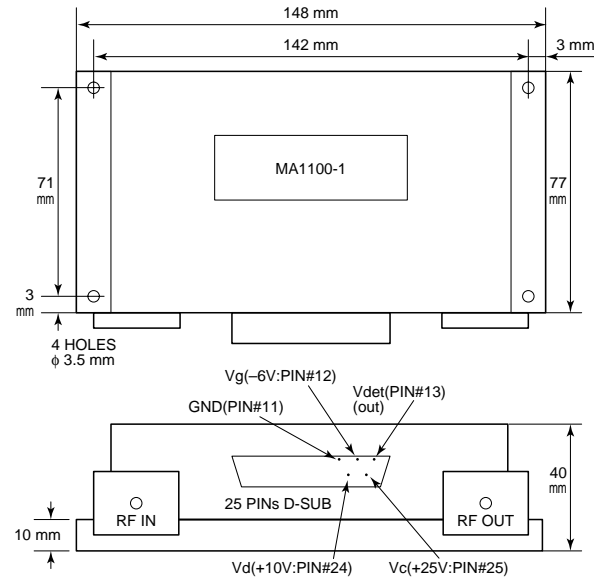 148 mm
142 mm
3 mm
MA1100-1
71
mm
77
mm
3
mm
4 HOLES
ϕ 3.5 mm
Vg(–6V:PIN#12)
Vdet(PIN#13)
(out)
GND(PIN#11)
40
mm
25 PINs D-SUB
RF IN
RF OUT
10 mm
Vd(+10V:PIN#24)
Vc(+25V:PIN#25)